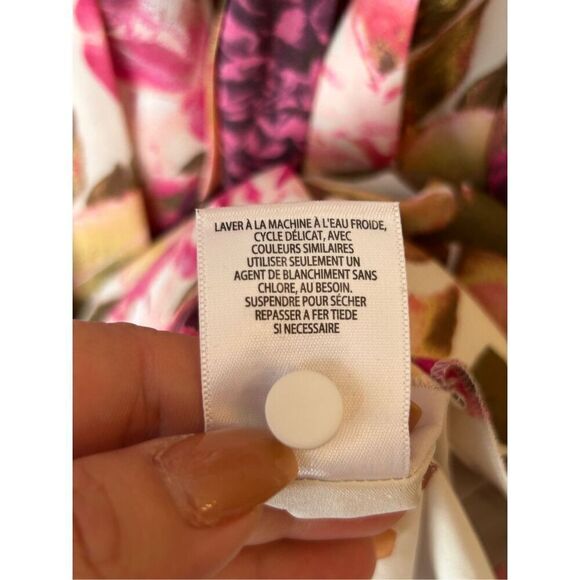 LAVER À LA MACHINE À L'EAU FROIDE,
CYCLE DÉLICAT, AVEC
COULEURS SIMILAIRES
UTILISER SEULEMENT UN
AGENT DE BLANCHIMENT SANS
CHLORE, AU BESOIN.
SUSPENDRE POUR SÉCHER
REPASSER A FER TIEDE
SI NECESSAIRE